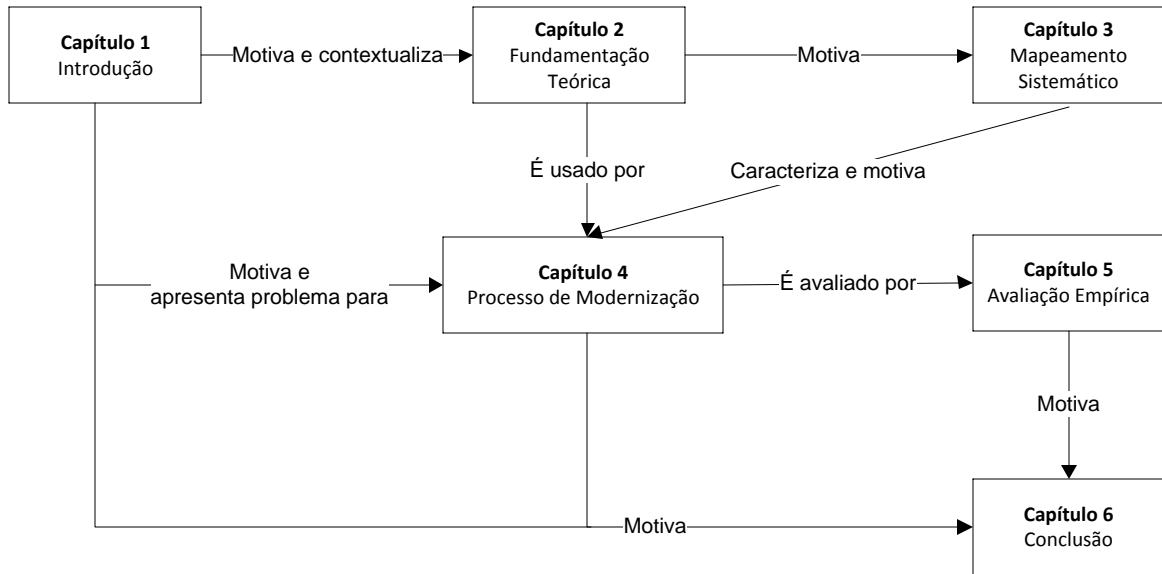 Capítulo 1
Introdução
Motiva e contextualiza
Capítulo 2
Fundamentação
Teórica
Motiva
Capítulo 3
Mapeamento
Sistemático
É usado por
Caracteriza e motiva
Motiva e
apresenta problema para
Capítulo 4
Processo de Modernização
É avaliado por
Capítulo 5
Avaliação Empírica
Motiva
Motiva
Capítulo 6
Conclusão